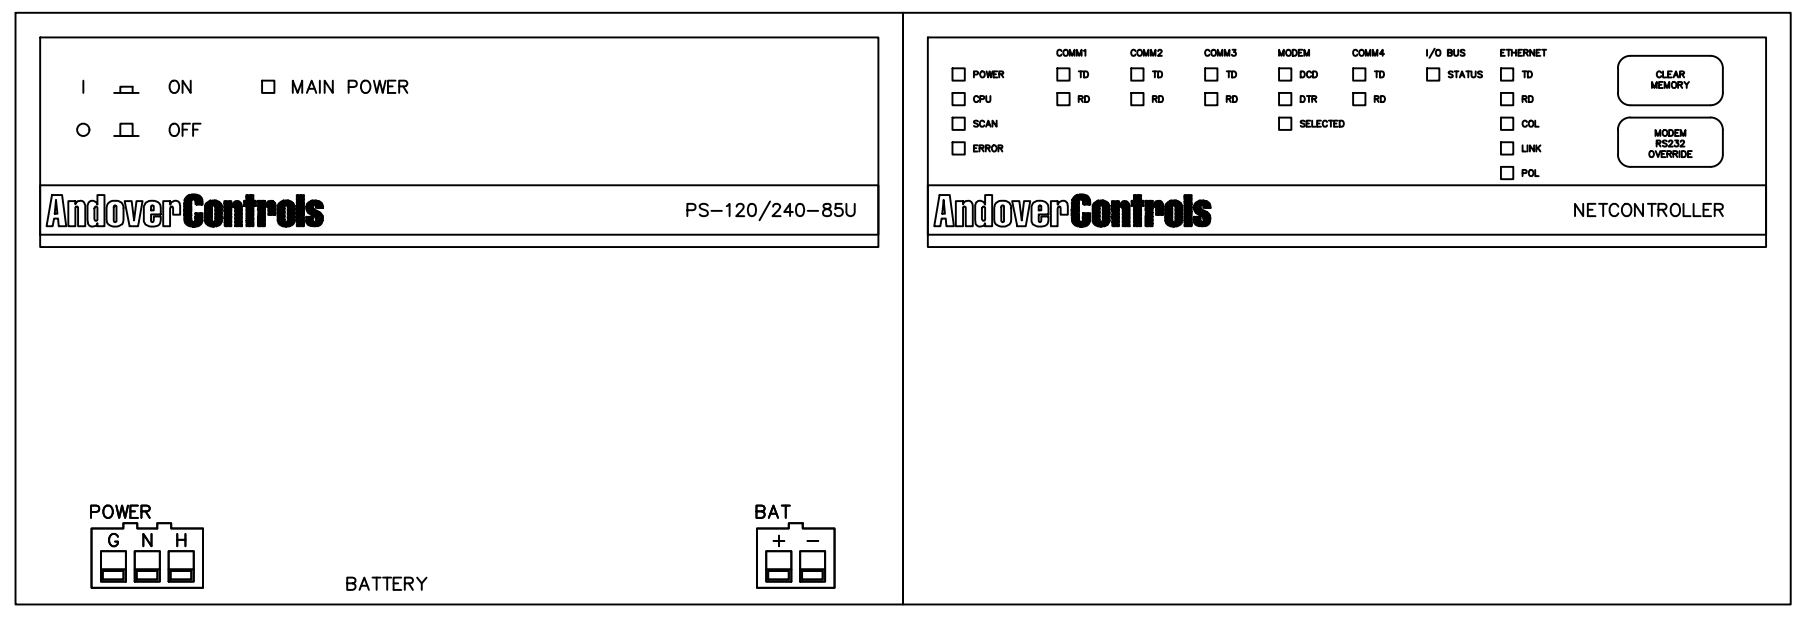 I ON MAIN POWER
O OFF
AndoverControls PS-120/240-85U
POWER
G N H
BATTERY
BAT
+ -
COMM1 COMM2 COMM3 MODEM COMM4 I/O BUS ETHERNET
POWER TD TD TD DCD TD STATUS TD
CPU RD RD RD DTR RD RD
SCAN SELECTED COL
ERROR LINK
POL
CLEAR
MEMORY
MODEM
RS232
OVERRIDE
AndoverControls NETCONTROLLER